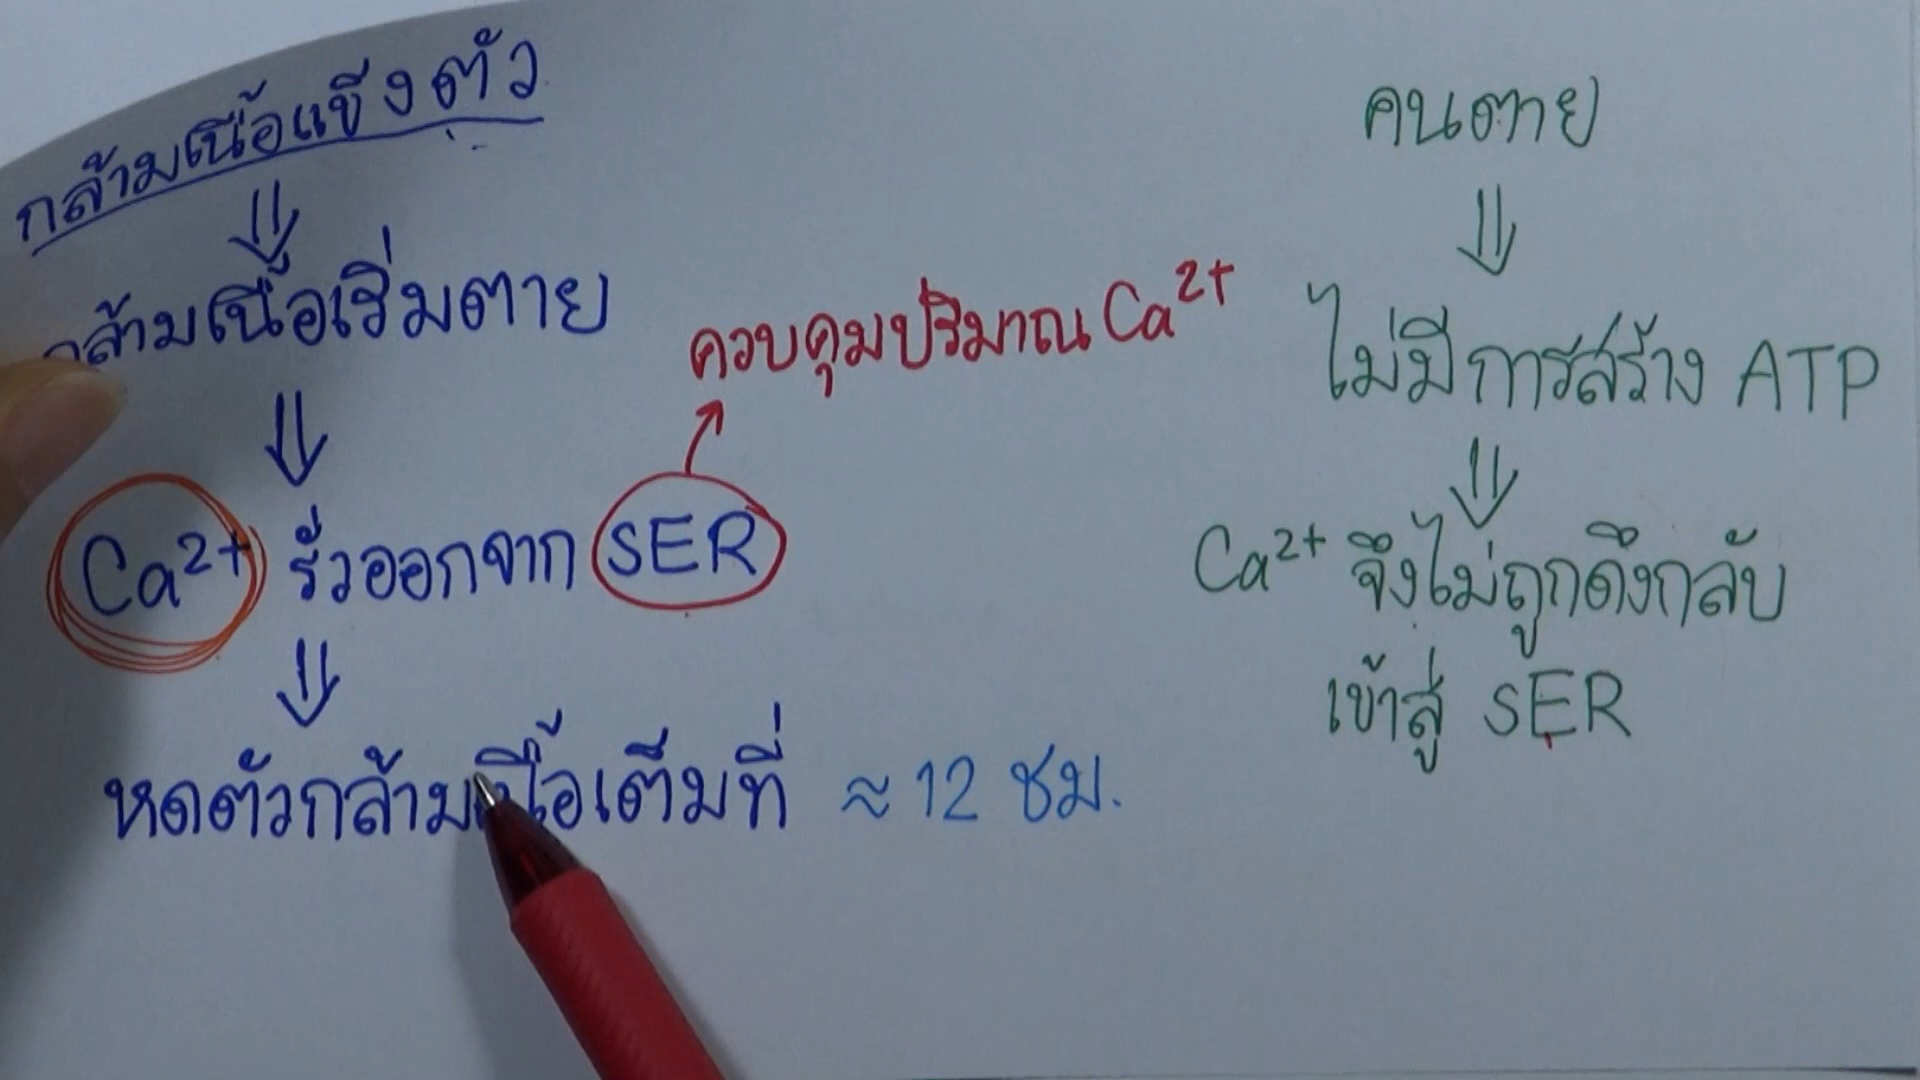 กล้ามเนื้อแข็งตัว
กล้ามเนื้อเริ่มตาย
Ca²⁺ รั่วออกจาก SER
ควบคุมปริมาณ Ca²⁺
หดตัวกล้ามเนื้อเต็มที่ ≈ 12 ชม.
คนตาย
ไม่มีการสร้าง ATP
Ca²⁺ จึงไม่ถูกดึงกลับ
เข้าสู่ SER